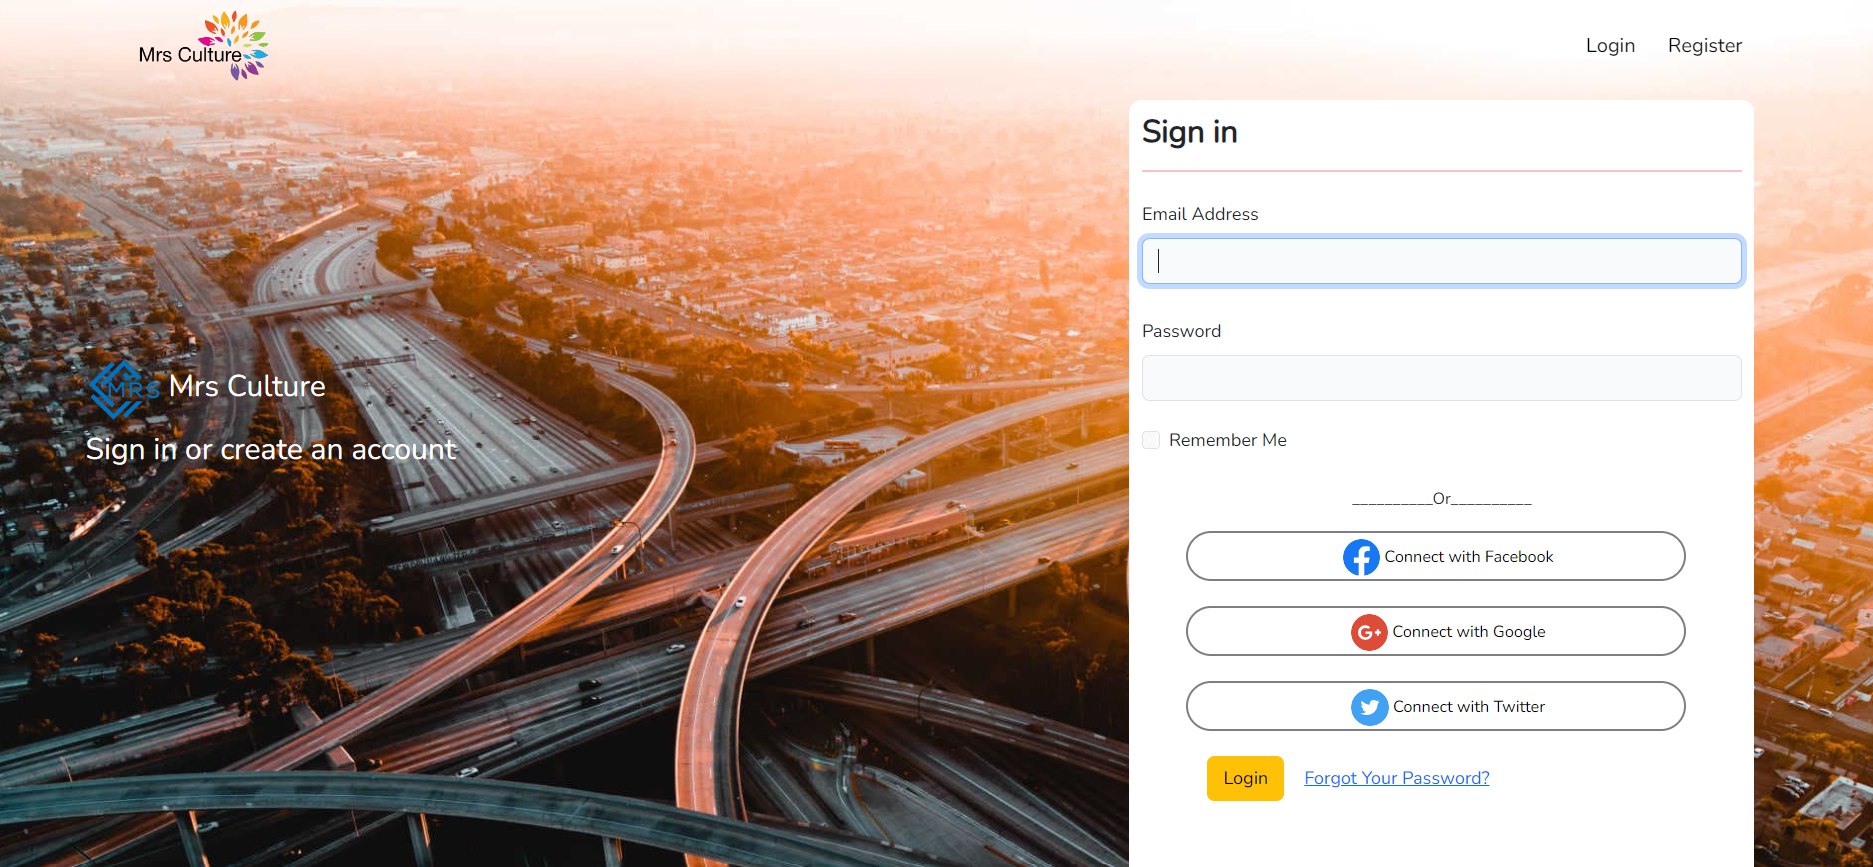 Mrs Culture
Login
Register
Sign in
Email Address
Password
Remember Me
__________Or__________
Connect with Facebook
G+ Connect with Google
Connect with Twitter
Login
Forgot Your Password?
MRS Mrs Culture
Sign in or create an account